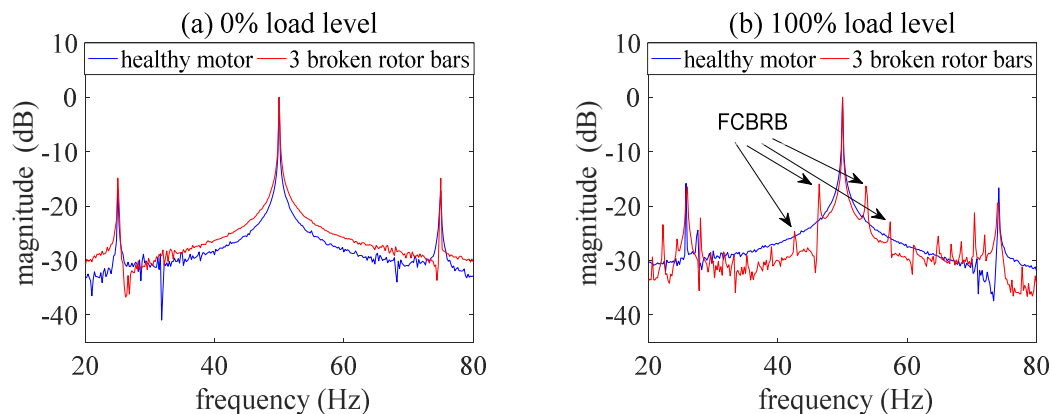 (a) 0% load level
10
0
-10
-20
-30
-40
magnitude (dB)
healthy motor 3 broken rotor bars
20 40 60 80
frequency (Hz)
(b) 100% load level
10
0
-10
-20
-30
-40
magnitude (dB)
healthy motor 3 broken rotor bars
FCBRB
20 40 60 80
frequency (Hz)